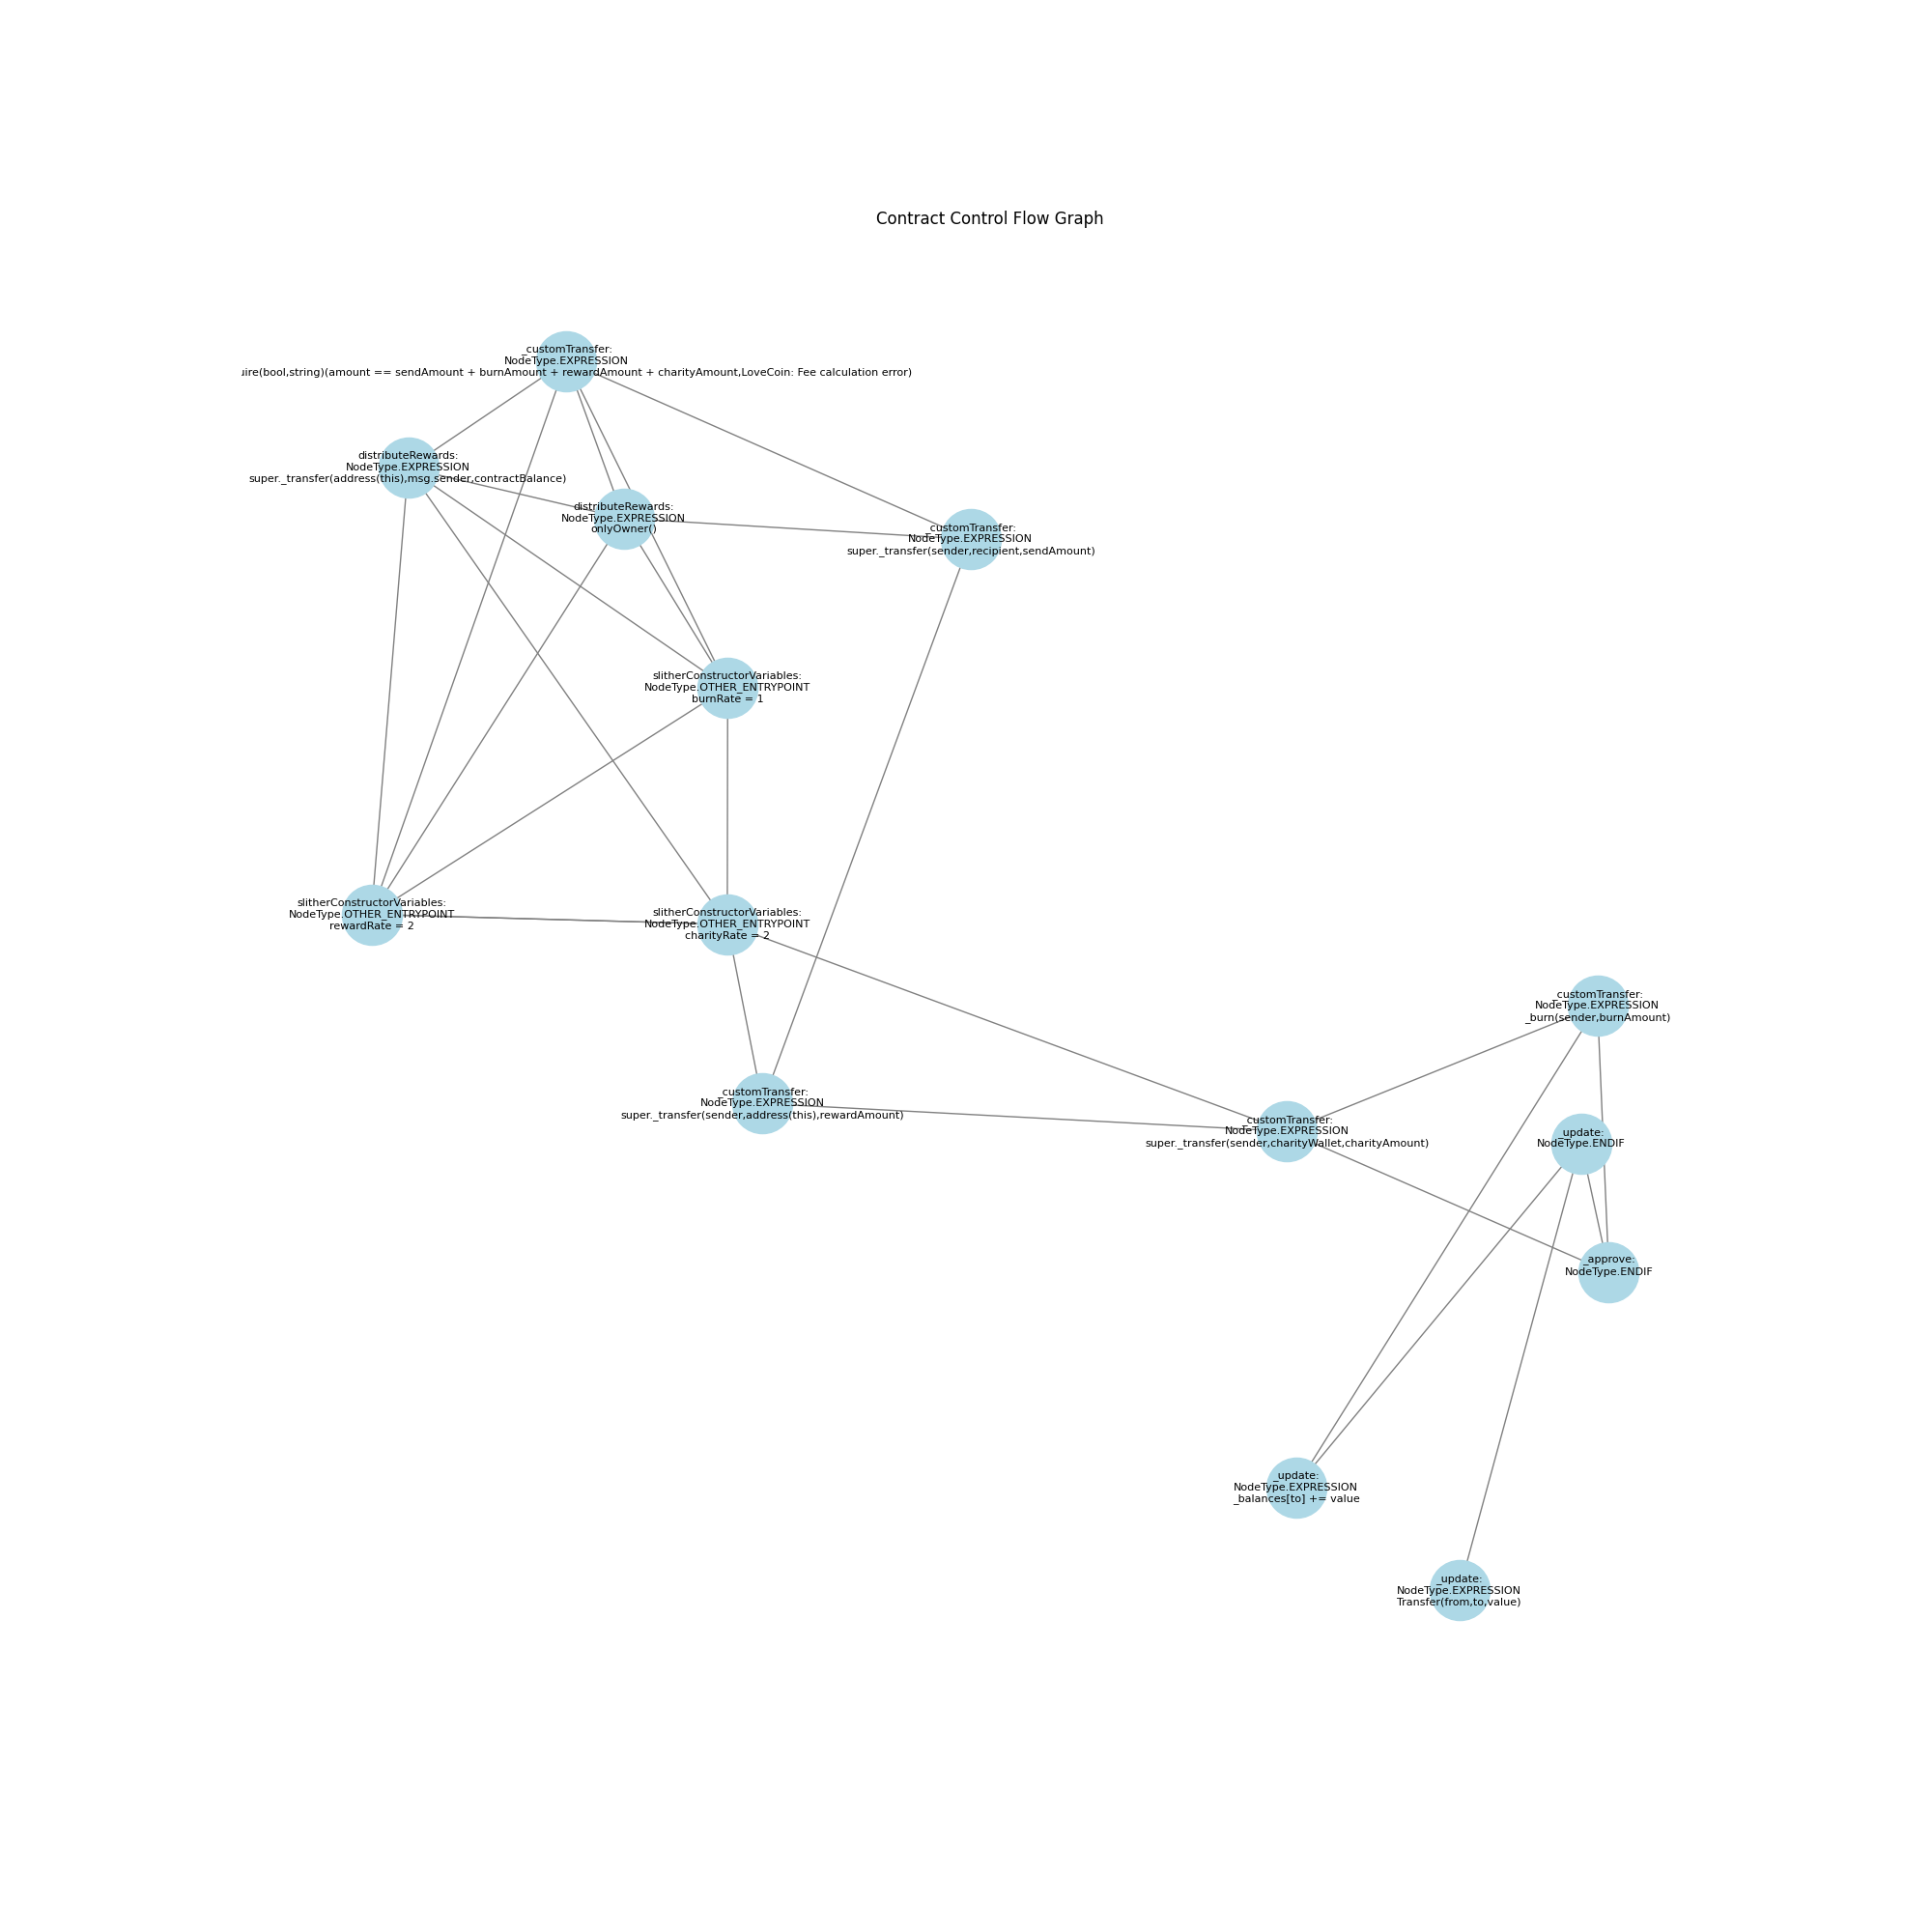 Contract Control Flow Graph
_customTransfer:
NodeType.EXPRESSION
uire(bool,string)(amount == sendAmount + burnAmount + rewardAmount + charityAmount,LoveCoin: Fee calculation error)
distributeRewards:
NodeType.EXPRESSION
super._transfer(address(this),msg.sender,contractBalance)
distributeRewards:
NodeType.EXPRESSION
onlyOwner()
_customTransfer:
NodeType.EXPRESSION
super._transfer(sender,recipient,sendAmount)
slitherConstructorVariables:
NodeType.OTHER_ENTRYPOINT
burnRate = 1
slitherConstructorVariables:
NodeType.OTHER_ENTRYPOINT
rewardRate = 2
slitherConstructorVariables:
NodeType.OTHER_ENTRYPOINT
charityRate = 2
_customTransfer:
NodeType.EXPRESSION
_burn(sender,burnAmount)
_customTransfer:
NodeType.EXPRESSION
super._transfer(sender,address(this),rewardAmount)
_customTransfer:
NodeType.EXPRESSION
super._transfer(sender,charityWallet,charityAmount)
_update:
NodeType.ENDIF
_approve:
NodeType.ENDIF
_update:
NodeType.EXPRESSION
_balances[to] += value
_update:
NodeType.EXPRESSION
Transfer(from,to,value)